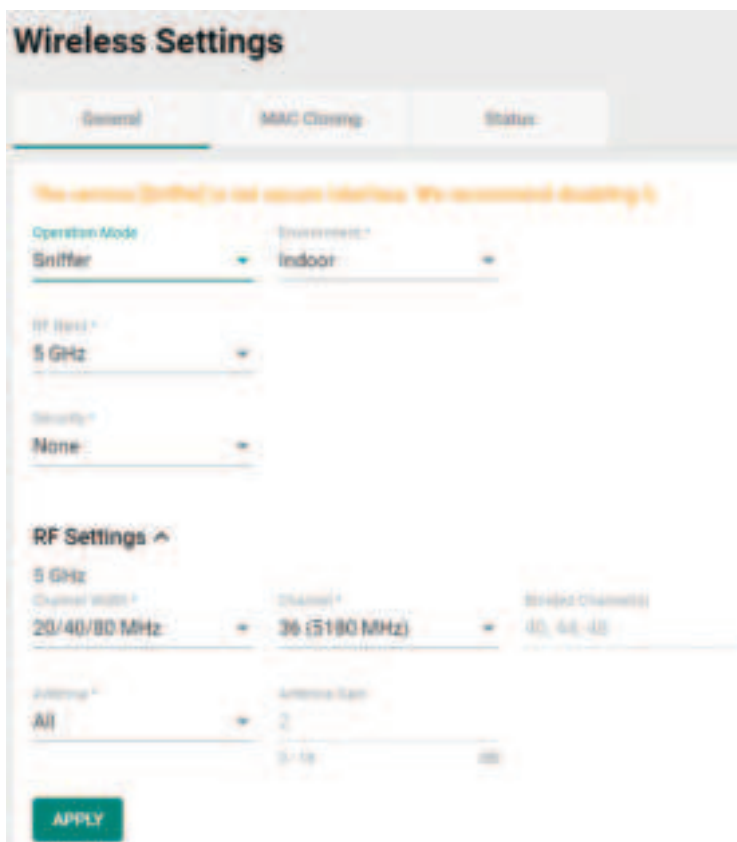 Wireless Settings
General MAC Cloning Status
The service [Sniffer] is not secure interface. We recommend disabling it.
Operation Mode Environment *
Sniffer Indoor
RF Band *
5 GHz
Security *
None
RF Settings
5 GHz
Channel Width * Channel * Bonded Channel(s)
20/40/80 MHz 36 (5180 MHz) 40, 44, 48
Antenna * Antenna Gain
All 2
dB
APPLY